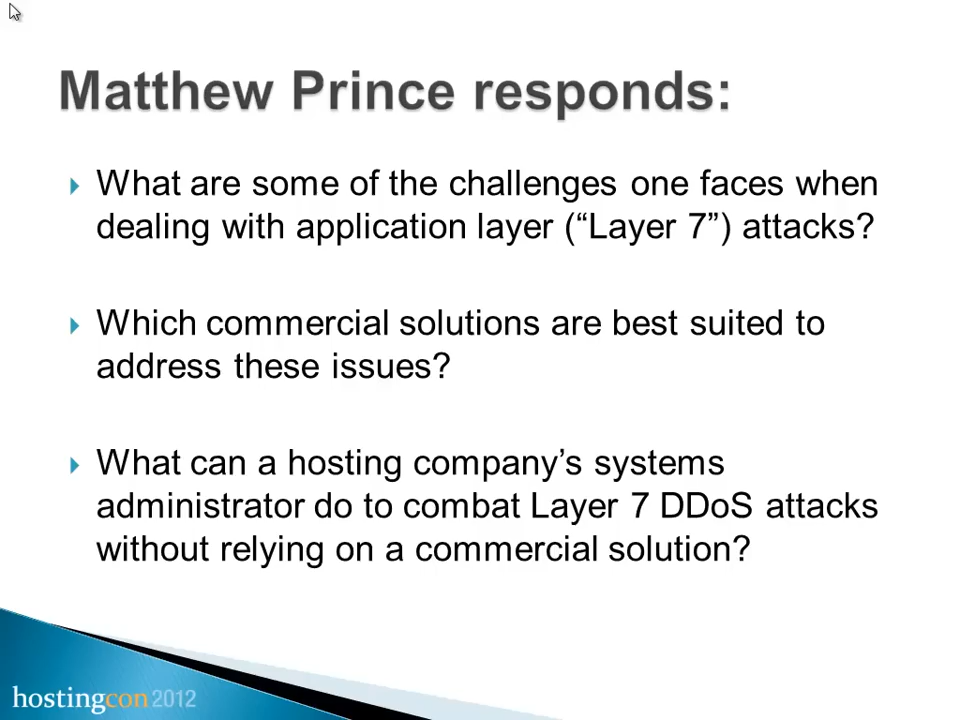 Matthew Prince responds:
What are some of the challenges one faces when
dealing with application layer (“Layer 7”) attacks?
Which commercial solutions are best suited to
address these issues?
What can a hosting company’s systems
administrator do to combat Layer 7 DDoS attacks
without relying on a commercial solution?
hostingcon 2012